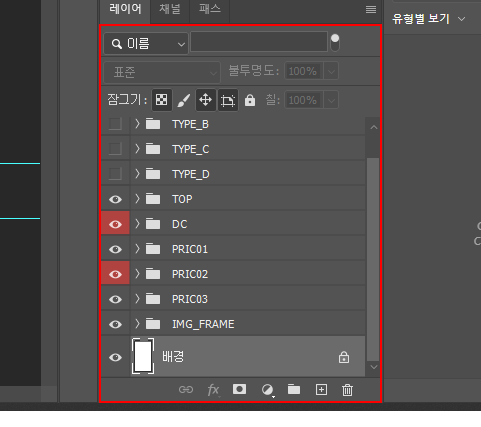 레이어 채널 패스
유형별 보기
이름
표준 불투명도: 100%
잠그기: 칠: 100%
TYPE_B
TYPE_C
TYPE_D
TOP
DC
PRIC01
PRIC02
PRIC03
IMG_FRAME
배경
fx